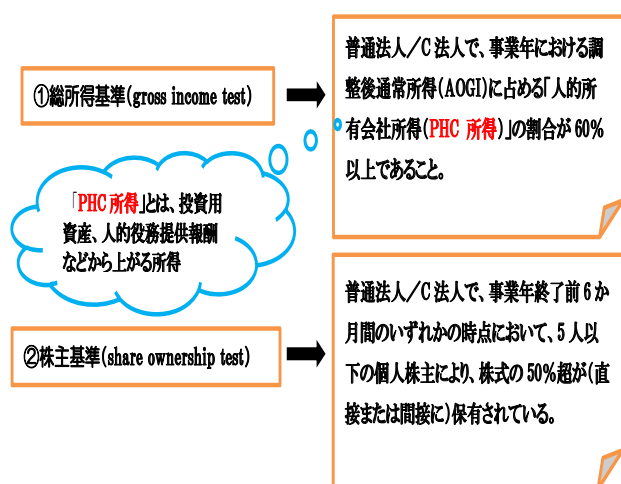 ①総所得基準(gross income test)
普通法人/C法人で、事業年における調
整後通常所得(AOGI)に占める「人的所
有会社所得(PHC 所得)」の割合が60%
以上であること。
「PHC所得」とは、投資用
資産、人的役務提供報酬
などから上がる所得
②株主基準(share ownership test)
普通法人/C法人で、事業年終了前6か
月間のいずれかの時点において、5人以
下の個人株主により、株式の50%超が(直
接または間接に)保有されている。